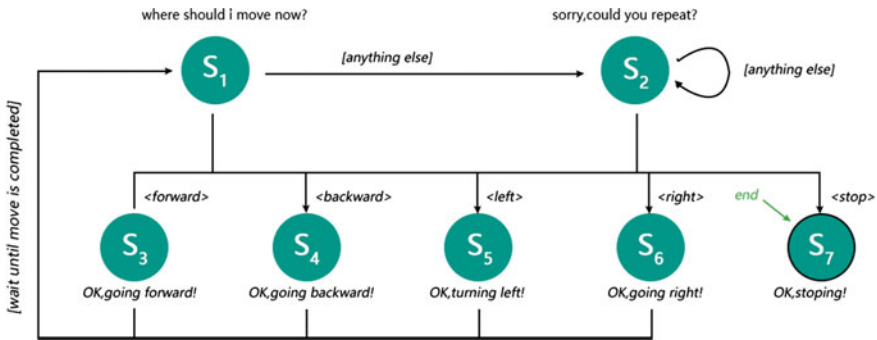 where should i move now?
sorry,could you repeat?
S1
[anything else]
S2
[anything else]
[wait until move is completed]
<forward>
<backward>
<left>
<right>
end
<stop>
S3
S4
S5
S6
S7
OK,going forward!
OK,going backward!
OK,turning left!
OK,going right!
OK,stoping!